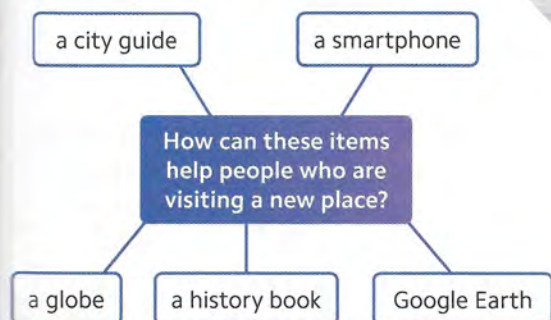 a city guide
a smartphone
How can these items
help people who are
visiting a new place?
a globe
a history book
Google Earth